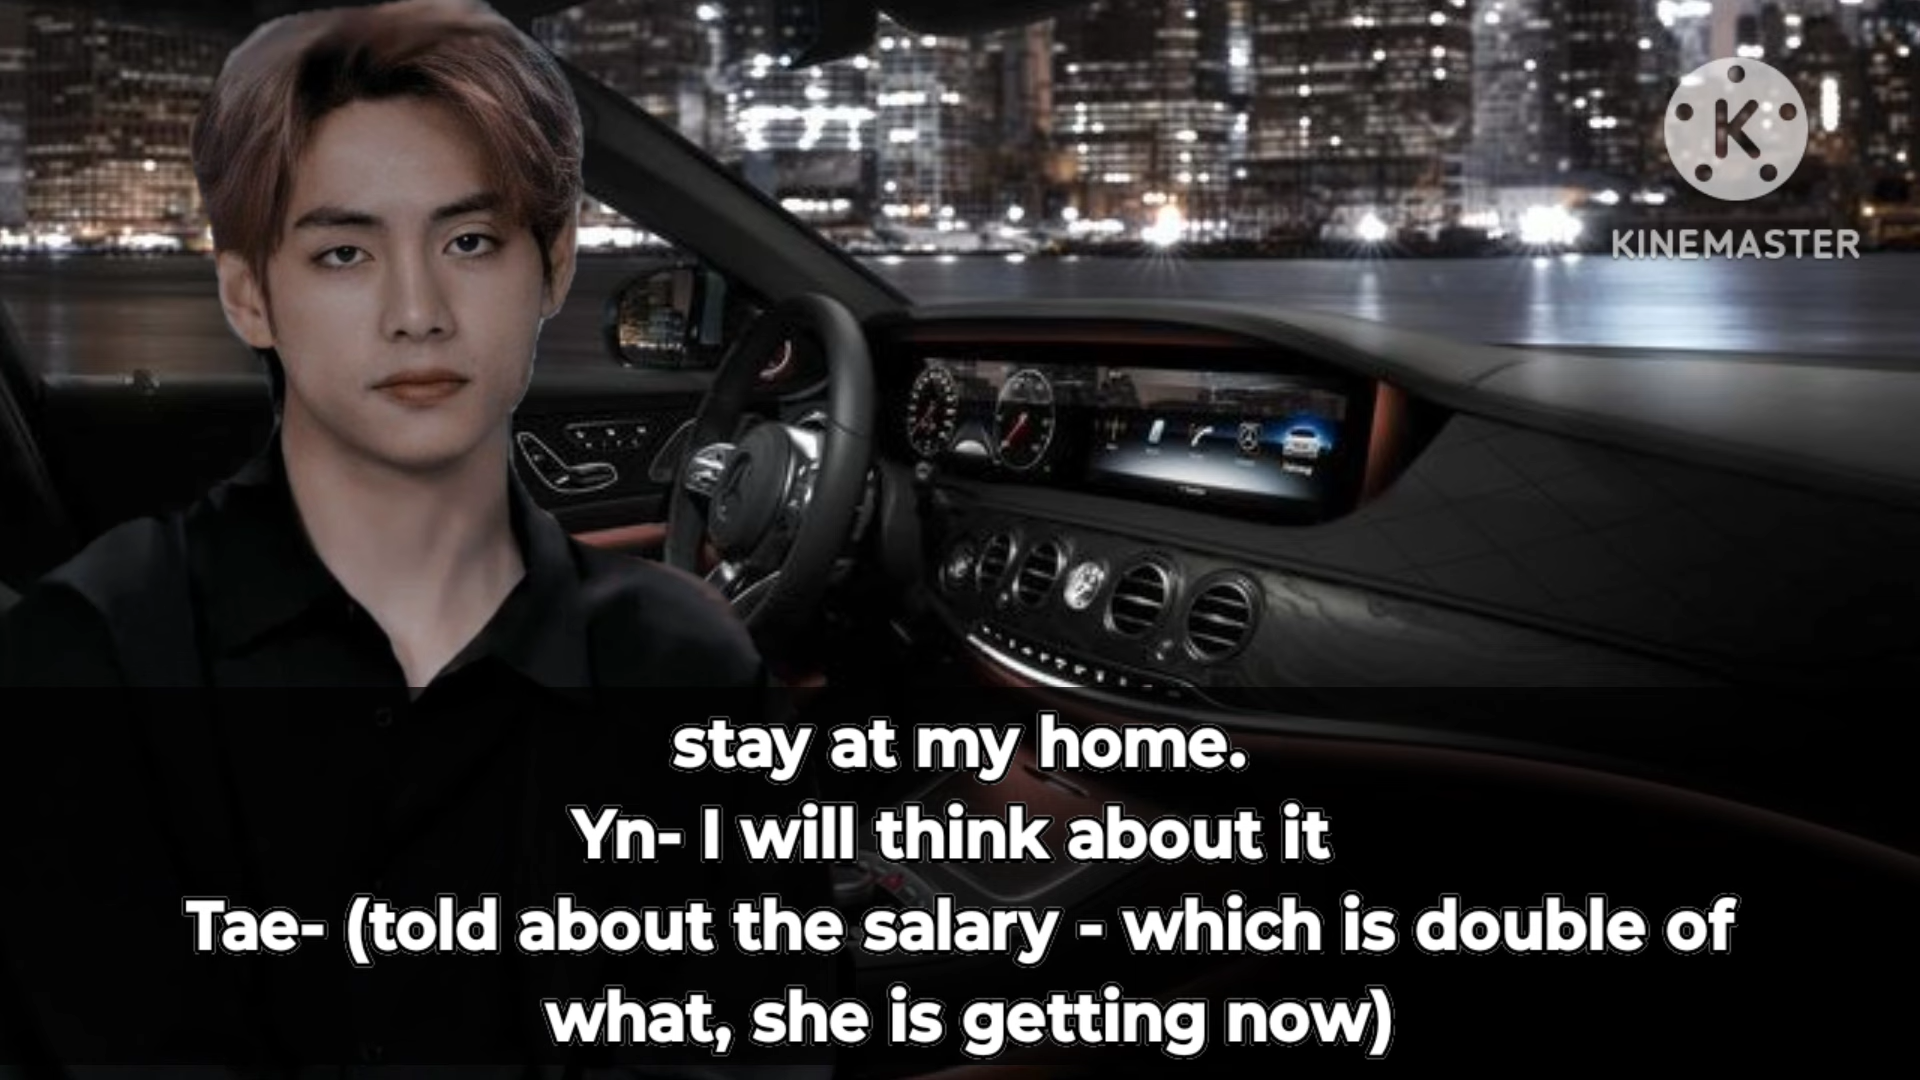 KINEMASTER
stay at my home.
Yn- I will think about it
Tae- (told about the salary - which is double of
what, she is getting now)